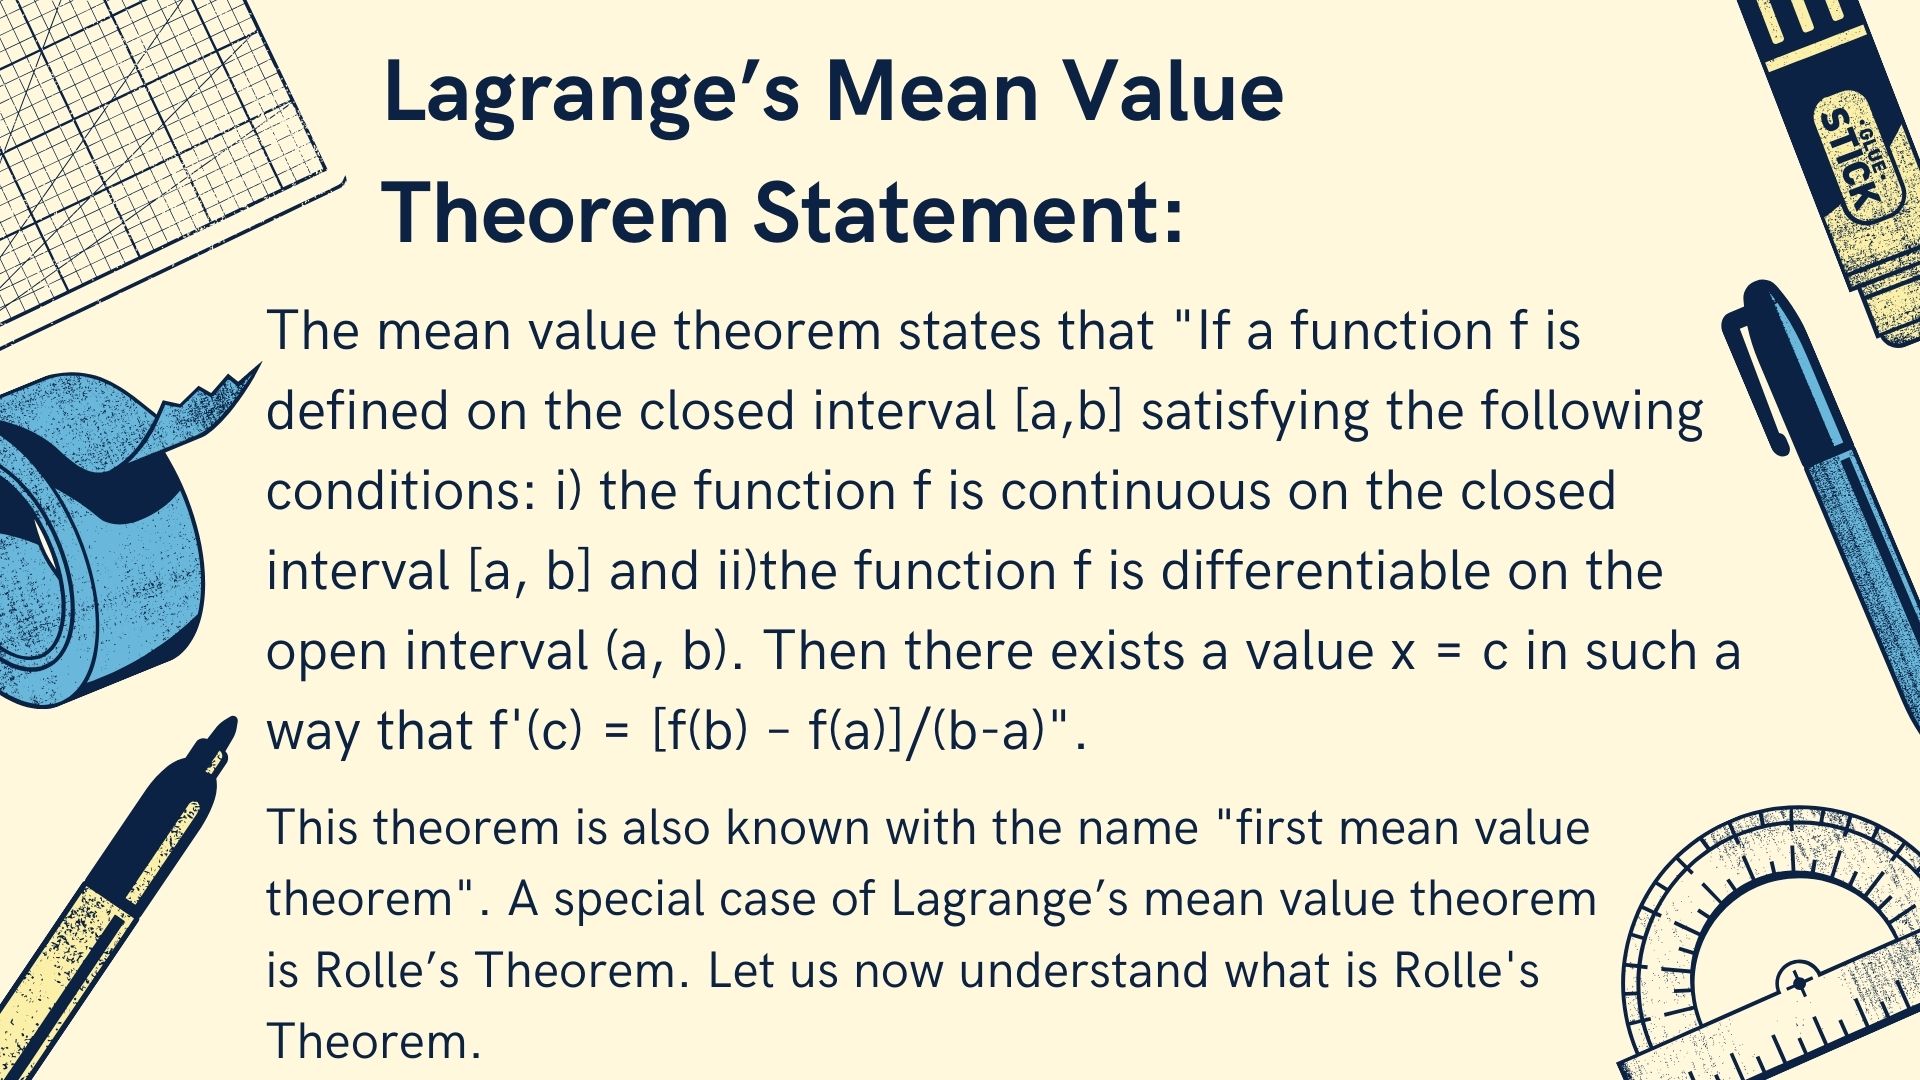 Lagrange’s Mean Value
Theorem Statement:
The mean value theorem states that "If a function f is
defined on the closed interval [a,b] satisfying the following
conditions: i) the function f is continuous on the closed
interval [a, b] and ii)the function f is differentiable on the
open interval (a, b). Then there exists a value x = c in such a
way that f'(c) = [f(b) – f(a)]/(b-a)".
This theorem is also known with the name "first mean value
theorem". A special case of Lagrange’s mean value theorem
is Rolle’s Theorem. Let us now understand what is Rolle's
Theorem.
·GLUE·
STICK